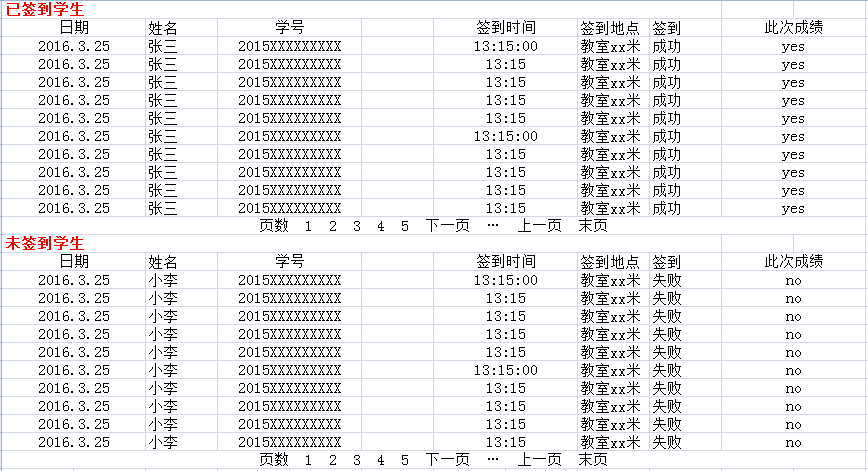 已签到学生
日期 姓名 学号 签到时间 签到地点 签到 此次成绩
2016.3.25 张三 2015XXXXXXXXX 13:15:00 教室xx米 成功 yes
2016.3.25 张三 2015XXXXXXXXX 13:15 教室xx米 成功 yes
2016.3.25 张三 2015XXXXXXXXX 13:15 教室xx米 成功 yes
2016.3.25 张三 2015XXXXXXXXX 13:15 教室xx米 成功 yes
2016.3.25 张三 2015XXXXXXXXX 13:15 教室xx米 成功 yes
2016.3.25 张三 2015XXXXXXXXX 13:15:00 教室xx米 成功 yes
2016.3.25 张三 2015XXXXXXXXX 13:15 教室xx米 成功 yes
2016.3.25 张三 2015XXXXXXXXX 13:15 教室xx米 成功 yes
2016.3.25 张三 2015XXXXXXXXX 13:15 教室xx米 成功 yes
2016.3.25 张三 2015XXXXXXXXX 13:15 教室xx米 成功 yes
页数 1 2 3 4 5 下一页 … 上一页 末页
未签到学生
日期 姓名 学号 签到时间 签到地点 签到 此次成绩
2016.3.25 小李 2015XXXXXXXXX 13:15:00 教室xx米 失败 no
2016.3.25 小李 2015XXXXXXXXX 13:15 教室xx米 失败 no
2016.3.25 小李 2015XXXXXXXXX 13:15 教室xx米 失败 no
2016.3.25 小李 2015XXXXXXXXX 13:15 教室xx米 失败 no
2016.3.25 小李 2015XXXXXXXXX 13:15 教室xx米 失败 no
2016.3.25 小李 2015XXXXXXXXX 13:15:00 教室xx米 失败 no
2016.3.25 小李 2015XXXXXXXXX 13:15 教室xx米 失败 no
2016.3.25 小李 2015XXXXXXXXX 13:15 教室xx米 失败 no
2016.3.25 小李 2015XXXXXXXXX 13:15 教室xx米 失败 no
2016.3.25 小李 2015XXXXXXXXX 13:15 教室xx米 失败 no
页数 1 2 3 4 5 下一页 … 上一页 末页